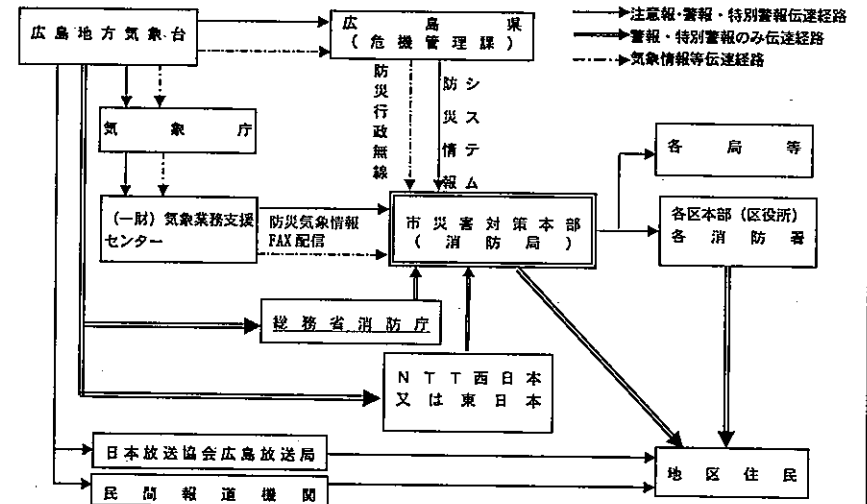 広島地方気象台
広島県
(危機管理課)
注意報・警報・特別警報伝達経路
警報・特別警報のみ伝達経路
気象情報等伝達経路
防災行政無線
防災情報
システム
気象庁
各局等
(一財)気象業務支援
センター
防災気象情報
FAX配信
市災害対策本部
(消防局)
各区本部(区役所)
各消防署
総務省消防庁
NTT西日本
又は東日本
日本放送協会広島放送局
民間報道機関
地区住民